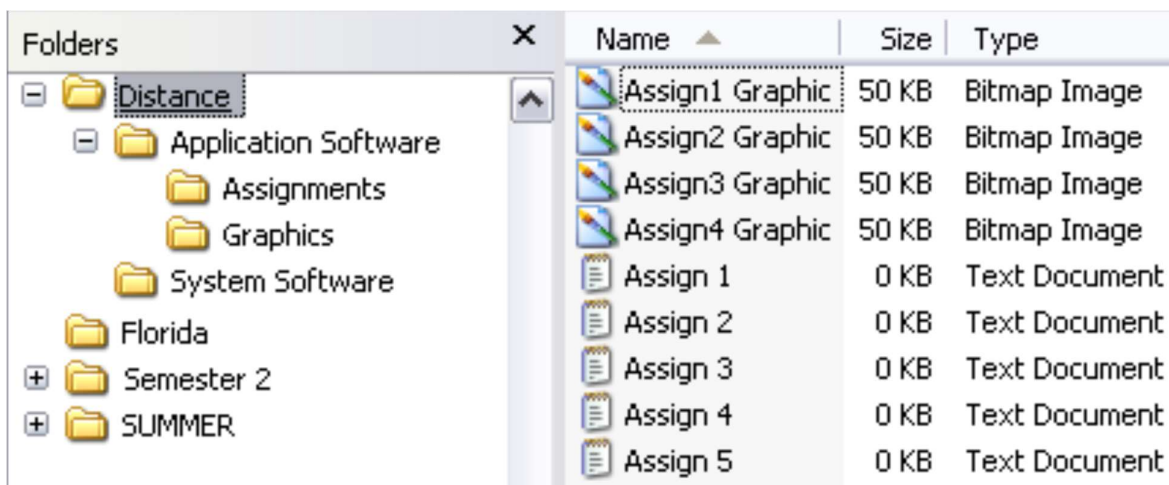 Folders
Distance
Application Software
Assignments
Graphics
System Software
Florida
Semester 2
SUMMER
Name Size Type
Assign1 Graphic 50 KB Bitmap Image
Assign2 Graphic 50 KB Bitmap Image
Assign3 Graphic 50 KB Bitmap Image
Assign4 Graphic 50 KB Bitmap Image
Assign 1 0 KB Text Document
Assign 2 0 KB Text Document
Assign 3 0 KB Text Document
Assign 4 0 KB Text Document
Assign 5 0 KB Text Document